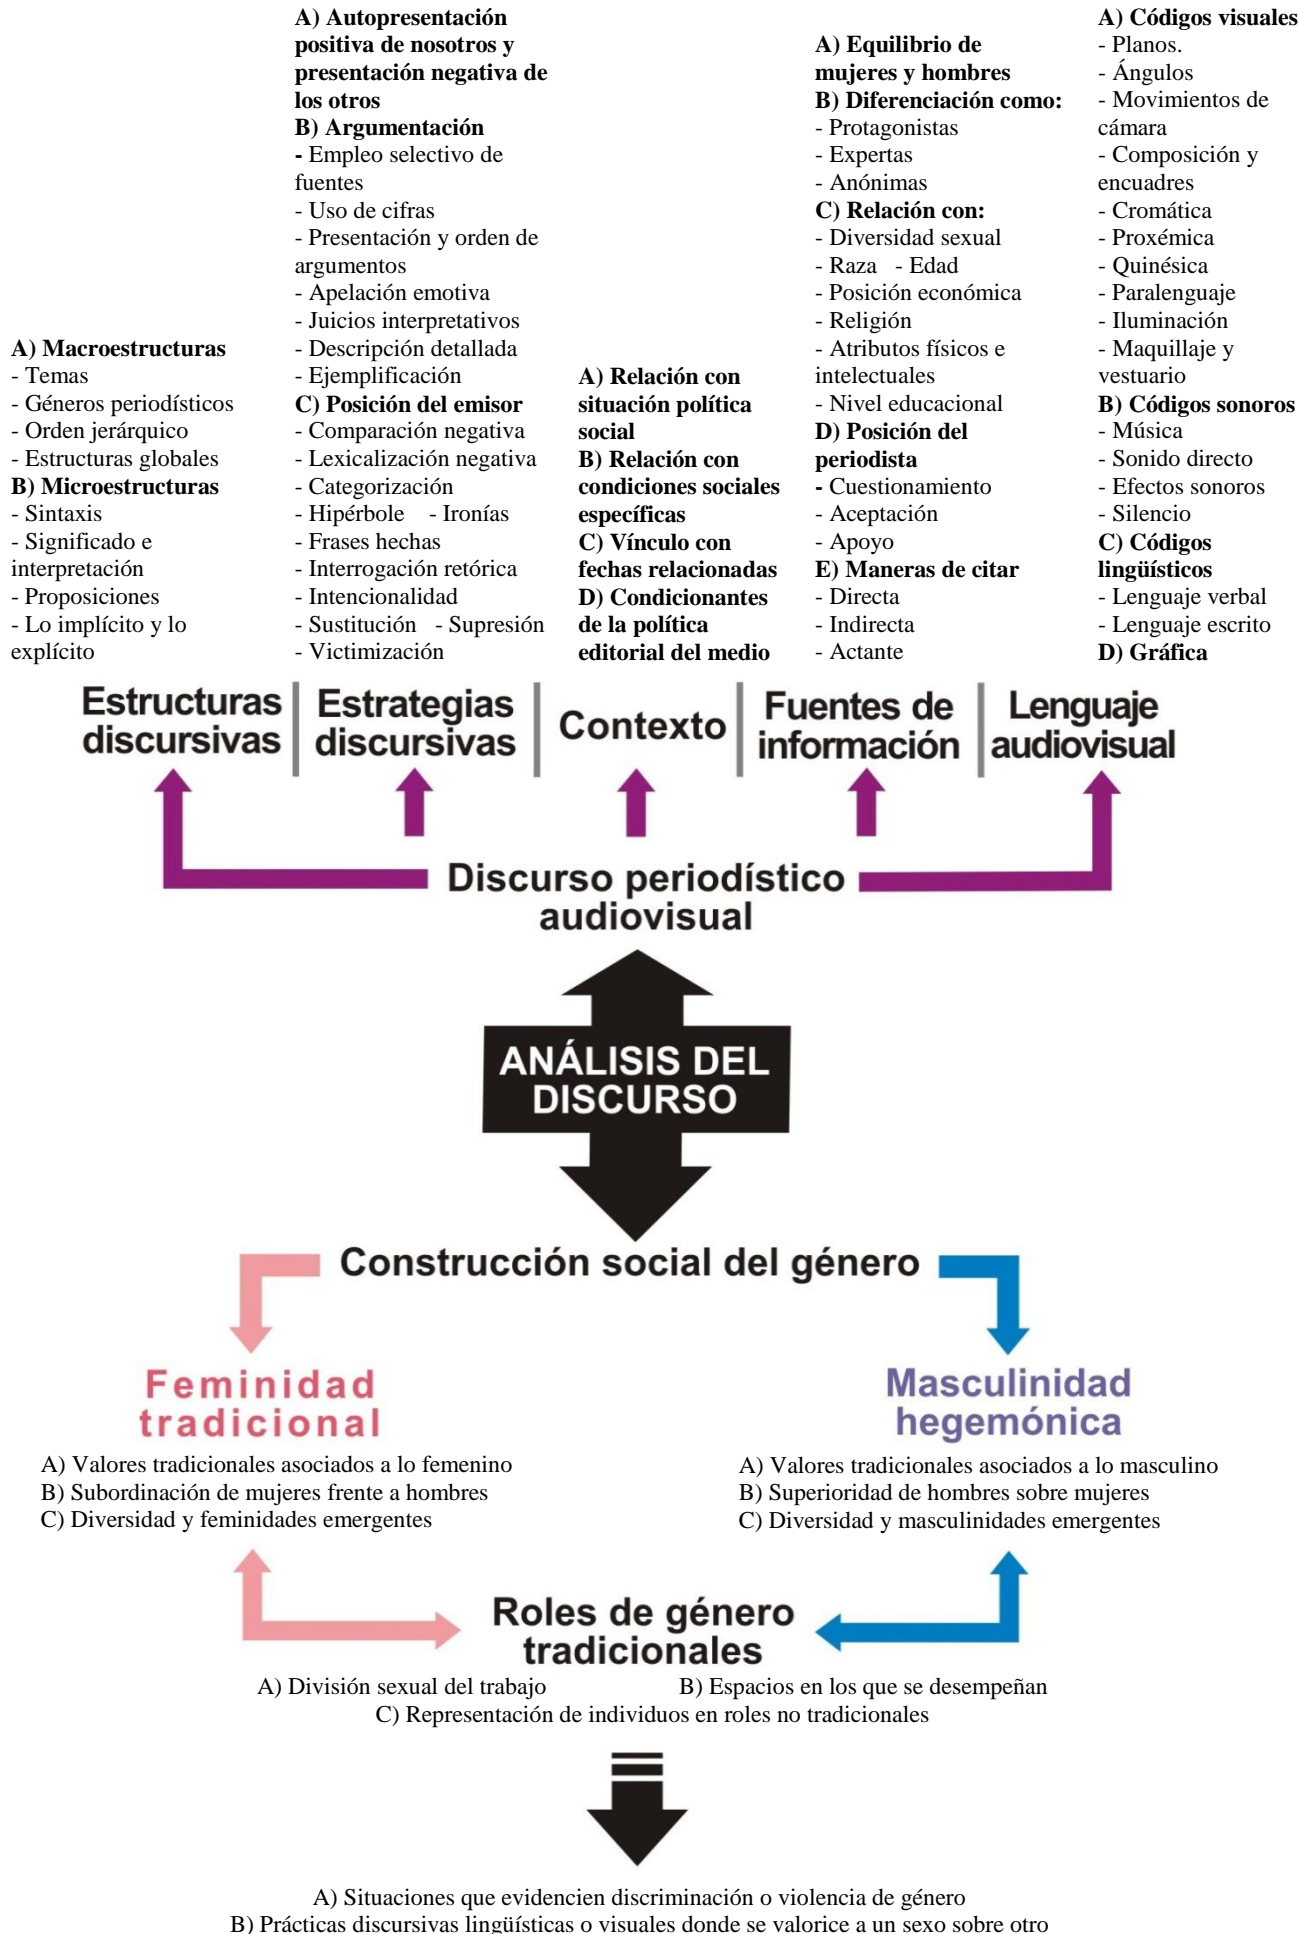 A) Macroestructuras
- Temas
- Géneros periodísticos
- Orden jerárquico
- Estructuras globales
B) Microestructuras
- Sintaxis
- Significado e
interpretación
- Proposiciones
- Lo implícito y lo
explícito
A) Autopresentación
positiva de nosotros y
presentación negativa de
los otros
B) Argumentación
- Empleo selectivo de
fuentes
- Uso de cifras
- Presentación y orden de
argumentos
- Apelación emotiva
- Juicios interpretativos
- Descripción detallada
- Ejemplificación
C) Posición del emisor
- Comparación negativa
- Lexicalización negativa
- Categorización
- Hipérbole - Ironías
- Frases hechas
- Interrogación retórica
- Intencionalidad
- Sustitución - Supresión
- Victimización
A) Relación con
situación política
social
B) Relación con
condiciones sociales
específicas
C) Vínculo con
fechas relacionadas
D) Condicionantes
de la política
editorial del medio
A) Equilibrio de
mujeres y hombres
B) Diferenciación como:
- Protagonistas
- Expertas
- Anónimas
C) Relación con:
- Diversidad sexual
- Raza - Edad
- Posición económica
- Religión
- Atributos físicos e
intelectuales
- Nivel educacional
D) Posición del
periodista
- Cuestionamiento
- Aceptación
- Apoyo
E) Maneras de citar
- Directa
- Indirecta
- Actante
A) Códigos visuales
- Planos.
- Ángulos
- Movimientos de
cámara
- Composición y
encuadres
- Cromática
- Proxémica
- Quinésica
- Paralenguaje
- Iluminación
- Maquillaje y
vestuario
B) Códigos sonoros
- Música
- Sonido directo
- Efectos sonoros
- Silencio
C) Códigos
lingüísticos
- Lenguaje verbal
- Lenguaje escrito
D) Gráfica
Estructuras
discursivas
Estrategias
discursivas
Contexto
Fuentes de
información
Lenguaje
audiovisual
Discurso periodístico
audiovisual
ANÁLISIS DEL
DISCURSO
Construcción social del género
Feminidad
tradicional
A) Valores tradicionales asociados a lo femenino
B) Subordinación de mujeres frente a hombres
C) Diversidad y feminidades emergentes
Masculinidad
hegemónica
A) Valores tradicionales asociados a lo masculino
B) Superioridad de hombres sobre mujeres
C) Diversidad y masculinidades emergentes
Roles de género
tradicionales
A) División sexual del trabajo B) Espacios en los que se desempeñan
C) Representación de individuos en roles no tradicionales
A) Situaciones que evidencien discriminación o violencia de género
B) Prácticas discursivas lingüísticas o visuales donde se valorice a un sexo sobre otro